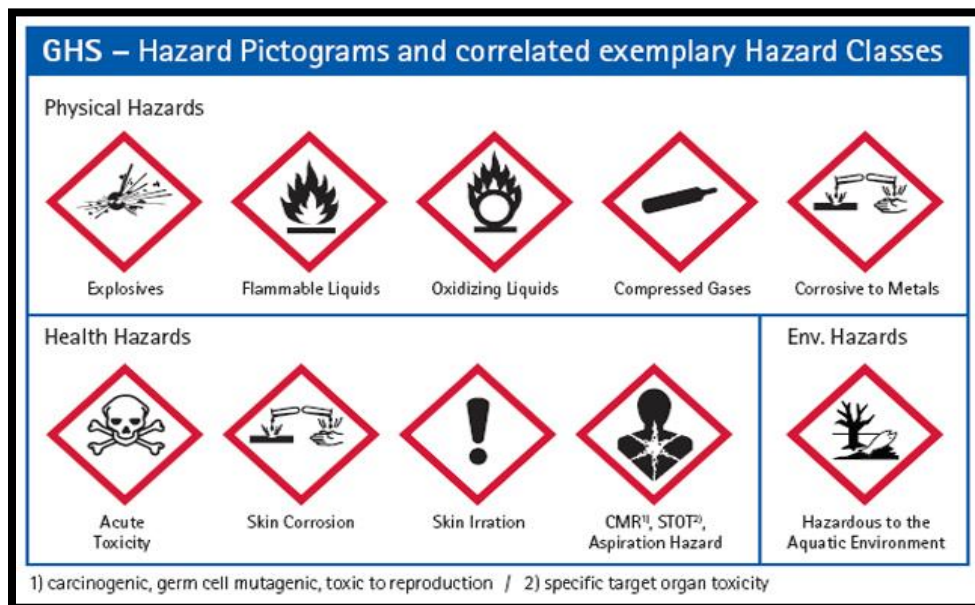 GHS – Hazard Pictograms and correlated exemplary Hazard Classes
Physical Hazards
Explosives
Flammable Liquids
Oxidizing Liquids
Compressed Gases
Corrosive to Metals
Health Hazards
Acute
Toxicity
Skin Corrosion
Skin Irration
CMR¹⁾, STOT²⁾,
Aspiration Hazard
Env. Hazards
Hazardous to the
Aquatic Environment
1) carcinogenic, germ cell mutagenic, toxic to reproduction / 2) specific target organ toxicity